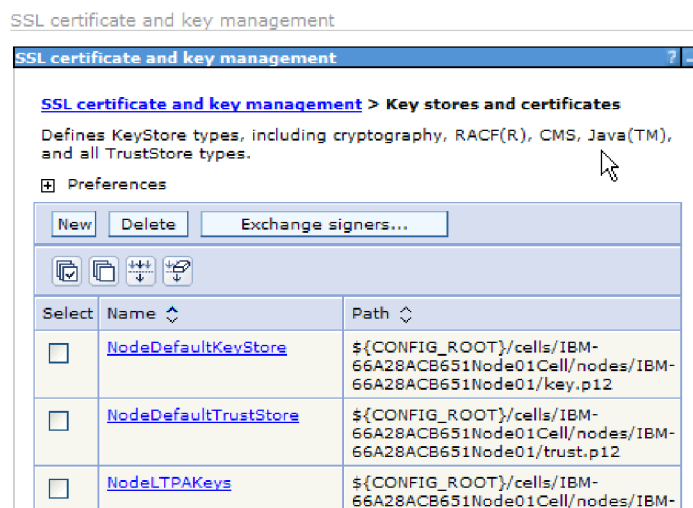 SSL certificate and key management
SSL certificate and key management ? -
SSL certificate and key management > Key stores and certificates
Defines KeyStore types, including cryptography, RACF(R), CMS, Java(TM),
and all TrustStore types.
+ Preferences
New Delete Exchange signers...
Select Name Path
NodeDefaultKeyStore ${CONFIG_ROOT}/cells/IBM-
66A28ACB651Node01Cell/nodes/IBM-
66A28ACB651Node01/key.p12
NodeDefaultTrustStore ${CONFIG_ROOT}/cells/IBM-
66A28ACB651Node01Cell/nodes/IBM-
66A28ACB651Node01/trust.p12
NodeLTPAKeys ${CONFIG_ROOT}/cells/IBM-
66A28ACB651Node01Cell/nodes/IBM-